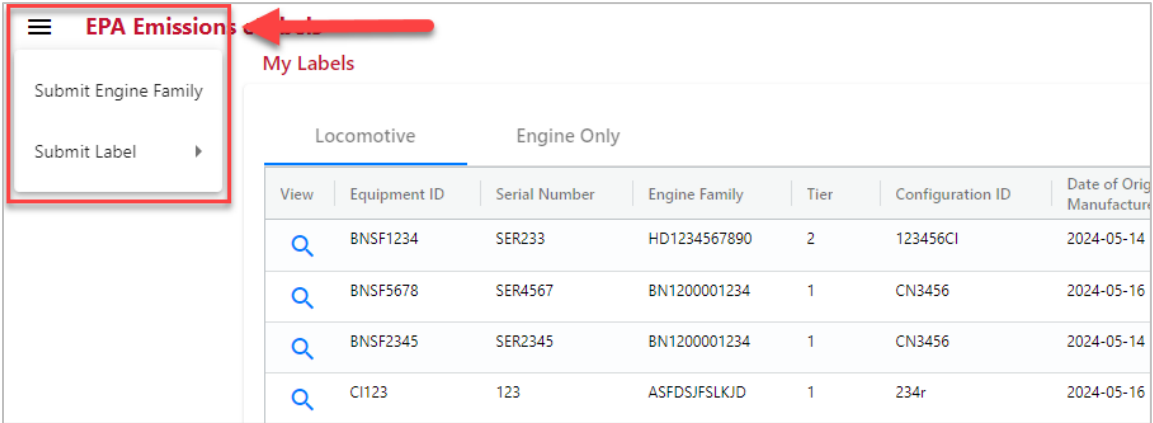 EPA Emissions
Submit Engine Family
Submit Label
My Labels
Locomotive Engine Only
View Equipment ID Serial Number Engine Family Tier Configuration ID Date of Orig
Manufacture
BNSF1234 SER233 HD1234567890 2 123456CI 2024-05-14
BNSF5678 SER4567 BN1200001234 1 CN3456 2024-05-16
BNSF2345 SER2345 BN1200001234 1 CN3456 2024-05-14
CI123 123 ASFDSJFSLKJD 1 234r 2024-05-16